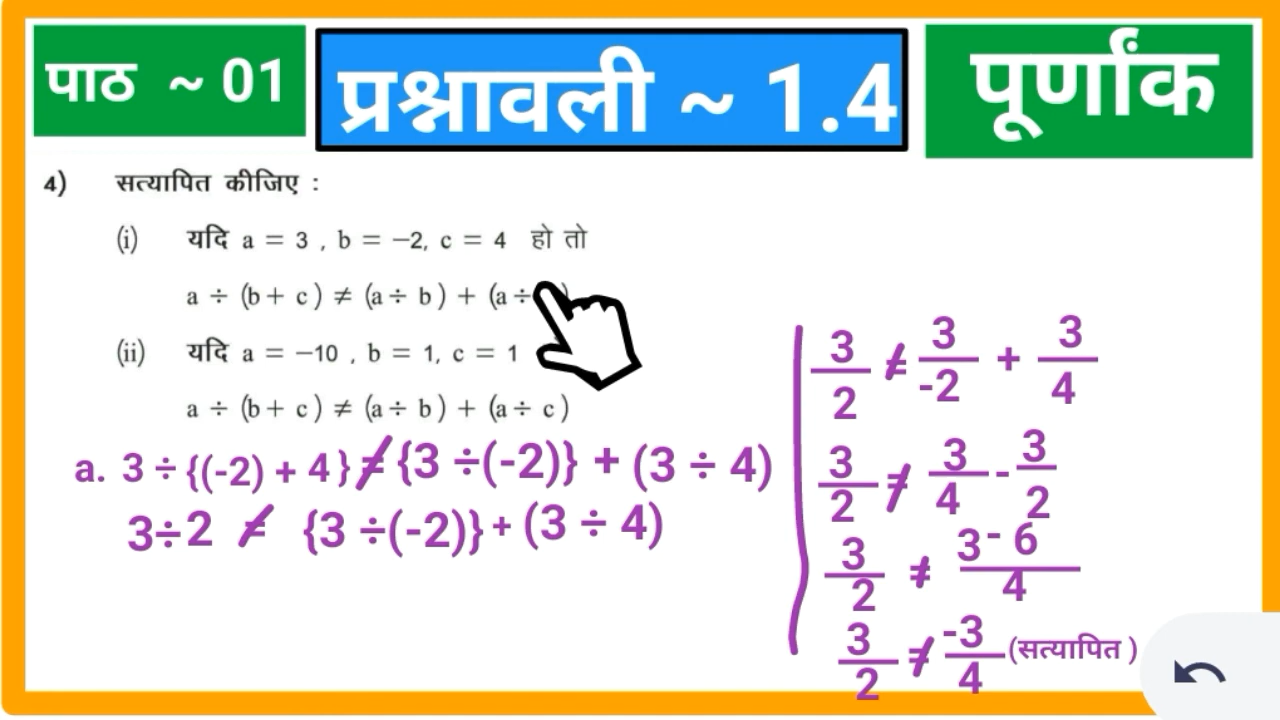 पाठ ~ 01
प्रश्नावली ~ 1.4
पूर्णांक
4) सत्यापित कीजिए :
(i) यदि a = 3 , b = −2, c = 4 हो तो
a ÷ (b + c ) ≠ (a ÷ b ) + (a ÷ )
(ii) यदि a = −10 , b = 1, c = 1
a ÷ (b + c ) ≠ (a ÷ b ) + (a ÷ c )
a. 3 ÷ {(-2) + 4 } ≠ {3 ÷(-2)} + (3 ÷ 4)
3÷2 ≠ {3 ÷(-2)} + (3 ÷ 4)
3/2 ≠ 3/-2 + 3/4
3/2 ≠ 3/4 - 3/2
3/2 ≠ 3 - 6/4
3/2 ≠ -3/4 (सत्यापित )